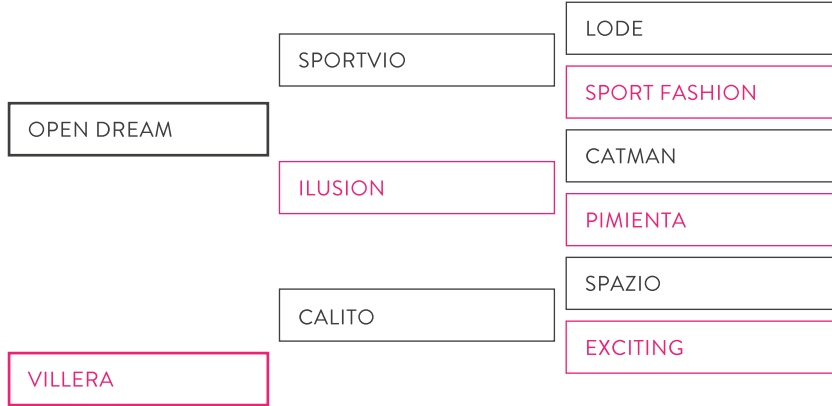 LODE
SPORTVIO
SPORT FASHION
OPEN DREAM
CATMAN
ILUSION
PIMIENTA
SPAZIO
CALITO
EXCITING
VILLERA